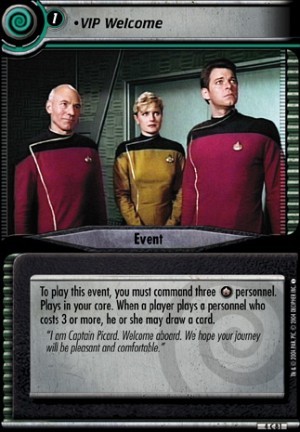 1 •VIP Welcome
Event
To play this event, you must command three personnel.
Plays in your core. When a player plays a personnel who
costs 3 or more, he or she may draw a card.
"I am Captain Picard. Welcome aboard. We hope your journey
will be pleasant and comfortable."